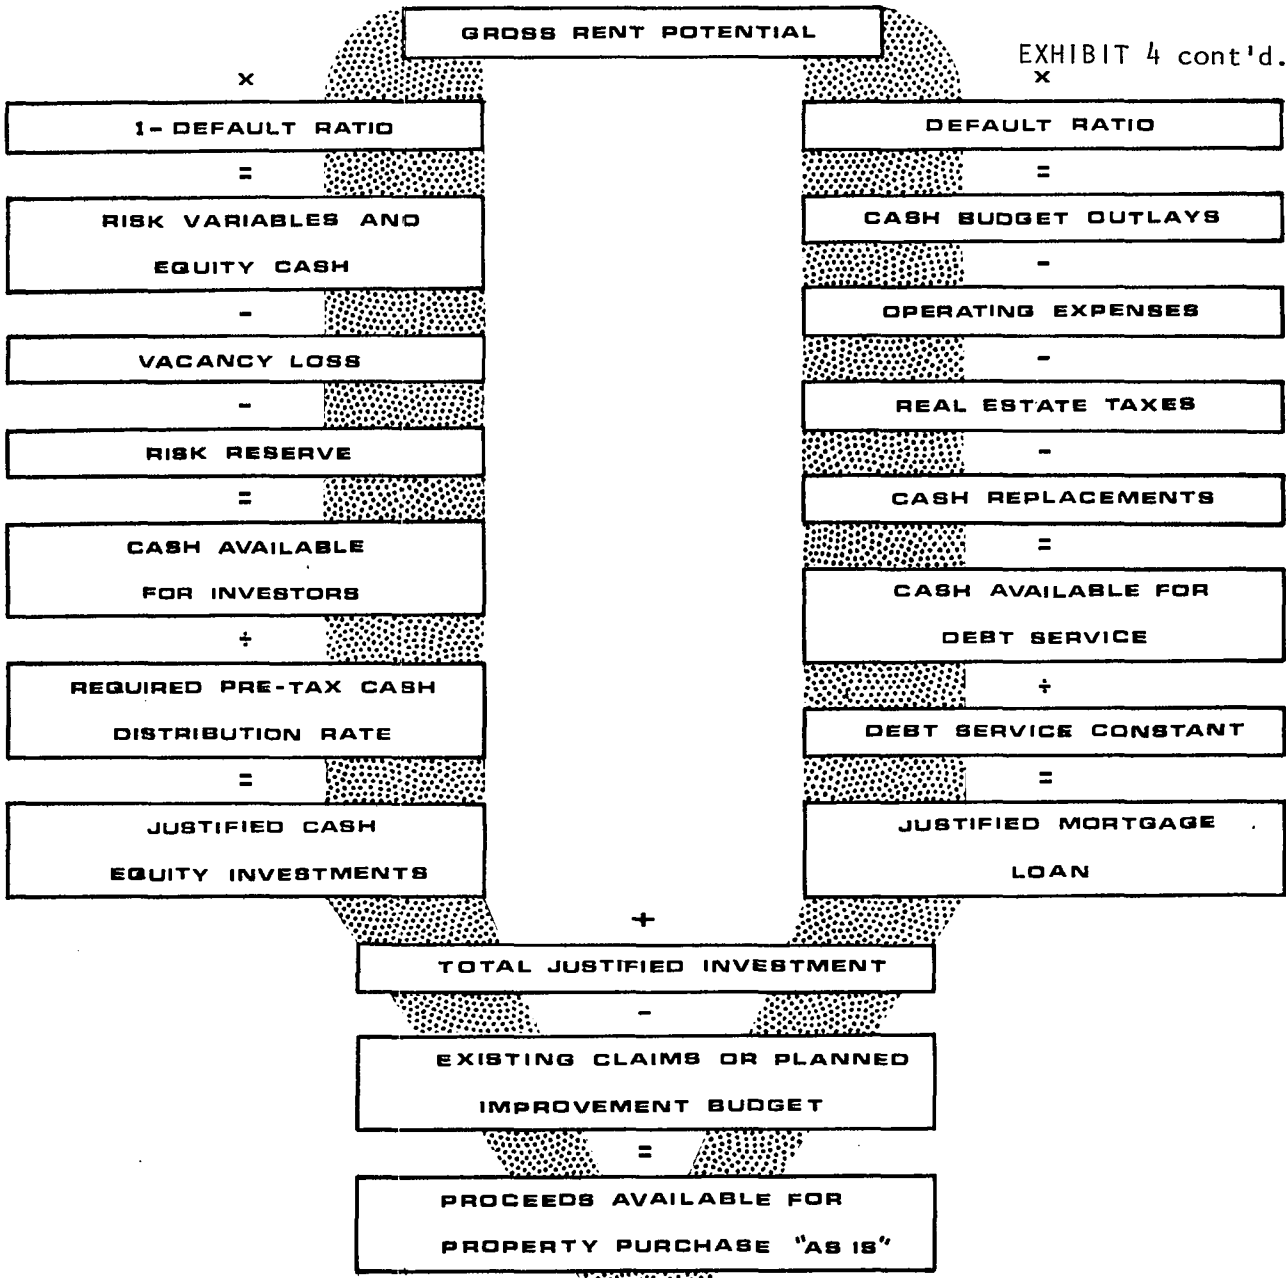 GROSS RENT POTENTIAL
EXHIBIT 4 cont'd.
×
1- DEFAULT RATIO
=
RISK VARIABLES AND
EQUITY CASH
-
VACANCY LOSS
-
RISK RESERVE
=
CASH AVAILABLE
FOR INVESTORS
÷
REQUIRED PRE-TAX CASH
DISTRIBUTION RATE
=
JUSTIFIED CASH
EQUITY INVESTMENTS
×
DEFAULT RATIO
=
CASH BUDGET OUTLAYS
-
OPERATING EXPENSES
-
REAL ESTATE TAXES
-
CASH REPLACEMENTS
=
CASH AVAILABLE FOR
DEBT SERVICE
÷
DEBT SERVICE CONSTANT
=
JUSTIFIED MORTGAGE
LOAN
+
TOTAL JUSTIFIED INVESTMENT
-
EXISTING CLAIMS OR PLANNED
IMPROVEMENT BUDGET
=
PROCEEDS AVAILABLE FOR
PROPERTY PURCHASE "AS IS"